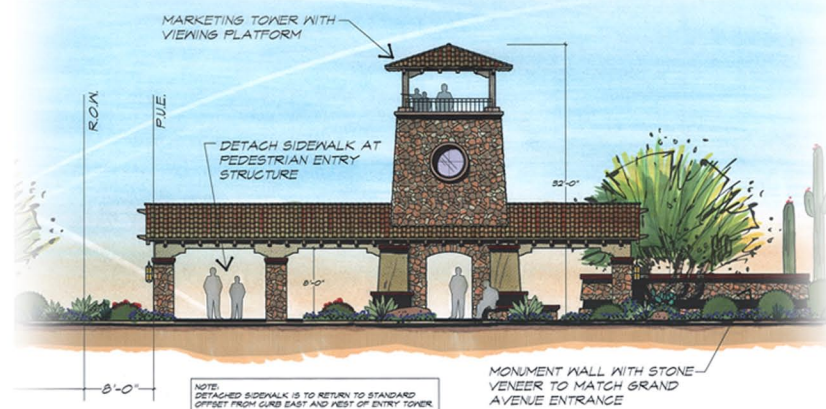 MARKETING TOWER WITH
VIEWING PLATFORM
R.O.W.
P.U.E.
DETACH SIDEWALK AT
PEDESTRIAN ENTRY
STRUCTURE
32'-0"
8'-0"
8'-0"
MONUMENT WALL WITH STONE
VENEER TO MATCH GRAND
AVENUE ENTRANCE
NOTE:
DETACHED SIDEWALK IS TO RETURN TO STANDARD
OFFSET FROM CURB EAST AND WEST OF ENTRY TOWER